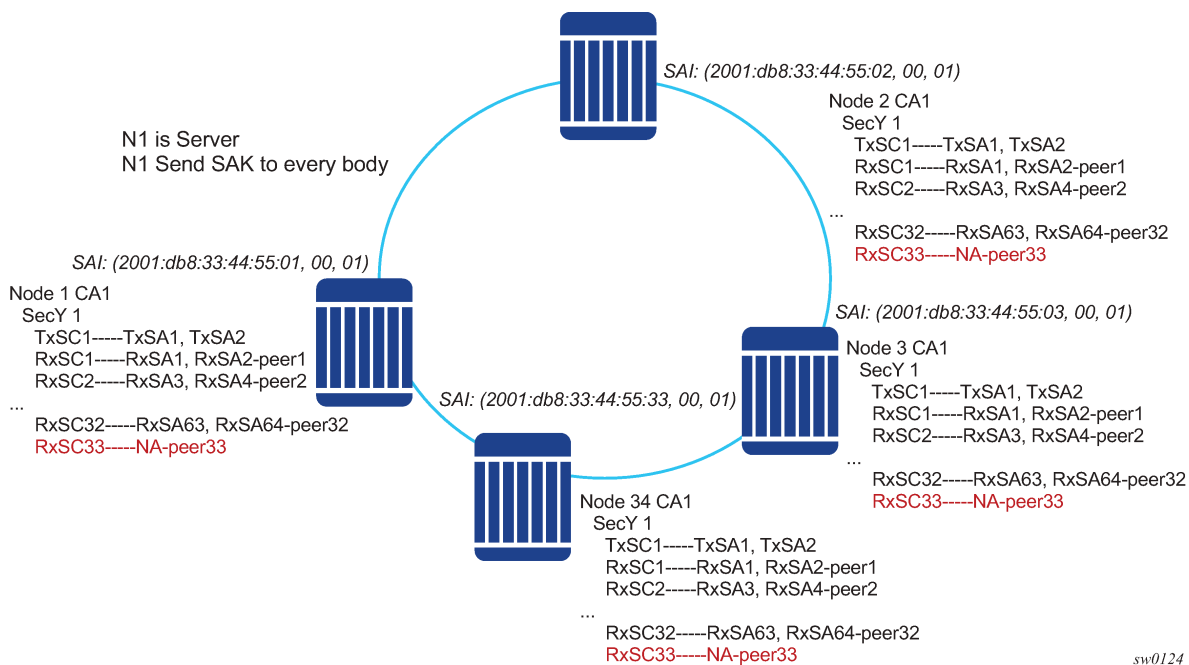 SAI: (2001:db8:33:44:55:02, 00, 01)
Node 2 CA1
SecY 1
TxSC1-----TxSA1, TxSA2
RxSC1-----RxSA1, RxSA2-peer1
RxSC2-----RxSA3, RxSA4-peer2
...
RxSC32-----RxSA63, RxSA64-peer32
RxSC33-----NA-peer33
N1 is Server
N1 Send SAK to every body
SAI: (2001:db8:33:44:55:01, 00, 01)
Node 1 CA1
SecY 1
TxSC1-----TxSA1, TxSA2
RxSC1-----RxSA1, RxSA2-peer1
RxSC2-----RxSA3, RxSA4-peer2
...
RxSC32-----RxSA63, RxSA64-peer32
RxSC33-----NA-peer33
SAI: (2001:db8:33:44:55:03, 00, 01)
Node 3 CA1
SecY 1
TxSC1-----TxSA1, TxSA2
RxSC1-----RxSA1, RxSA2-peer1
RxSC2-----RxSA3, RxSA4-peer2
...
RxSC32-----RxSA63, RxSA64-peer32
RxSC33-----NA-peer33
SAI: (2001:db8:33:44:55:33, 00, 01)
Node 34 CA1
SecY 1
TxSC1-----TxSA1, TxSA2
RxSC1-----RxSA1, RxSA2-peer1
RxSC2-----RxSA3, RxSA4-peer2
...
RxSC32-----RxSA63, RxSA64-peer32
RxSC33-----NA-peer33
sw0124